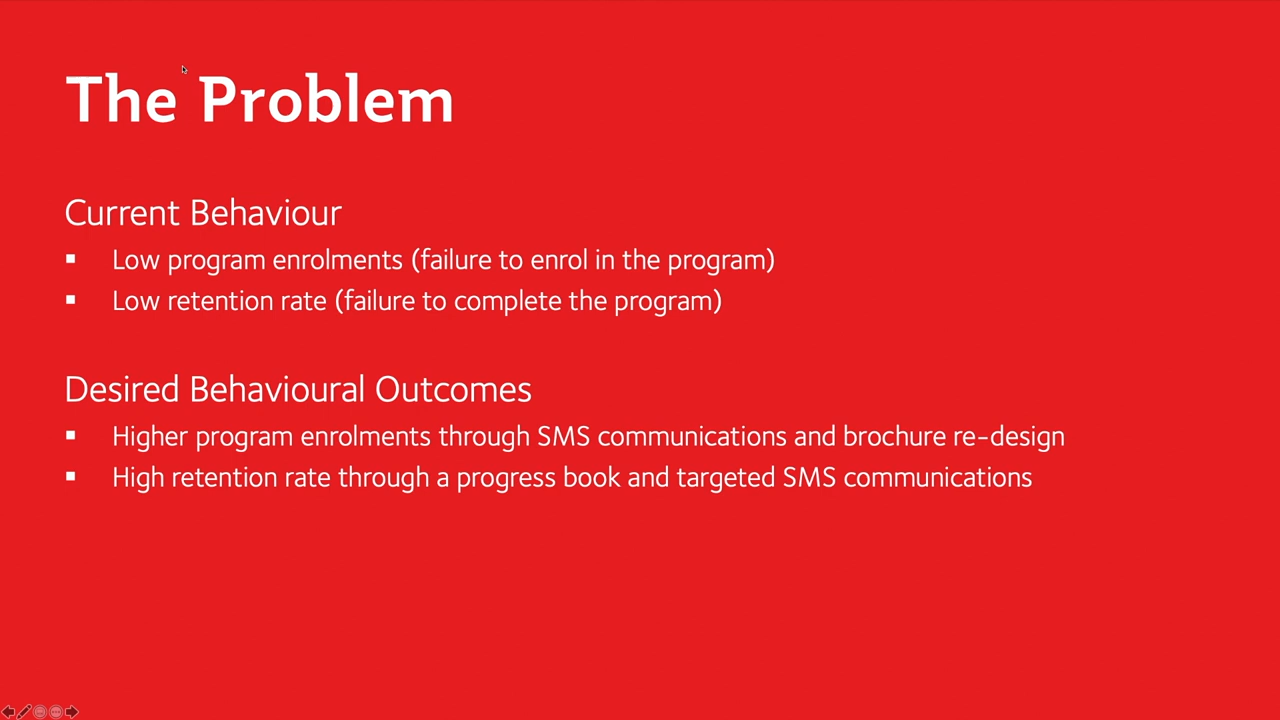 The Problem
Current Behaviour
▪ Low program enrolments (failure to enrol in the program)
▪ Low retention rate (failure to complete the program)
Desired Behavioural Outcomes
▪ Higher program enrolments through SMS communications and brochure re-design
▪ High retention rate through a progress book and targeted SMS communications